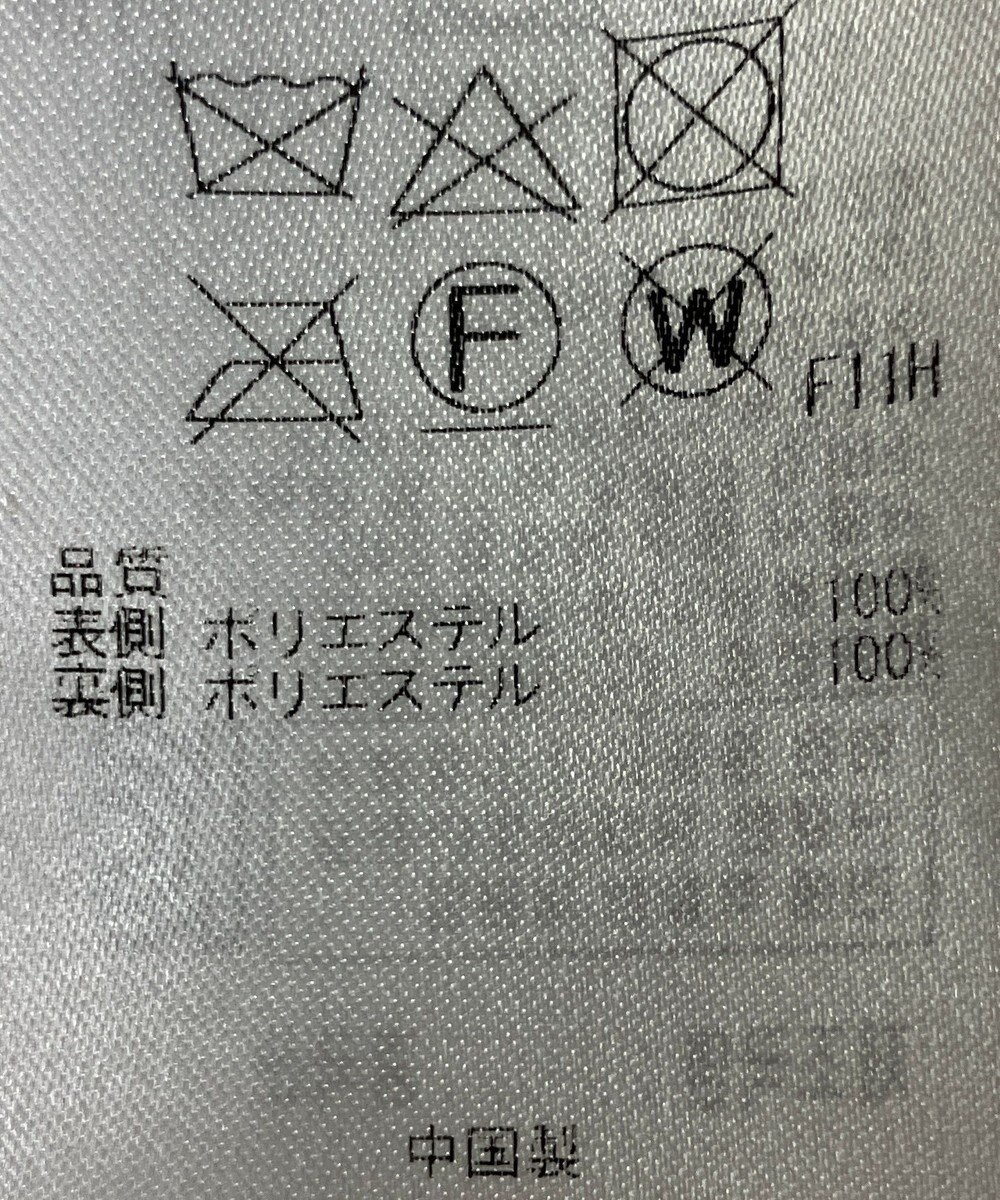 F W F11H
品質
表側 ポリエステル 100%
裏側 ポリエステル 100%
中国製